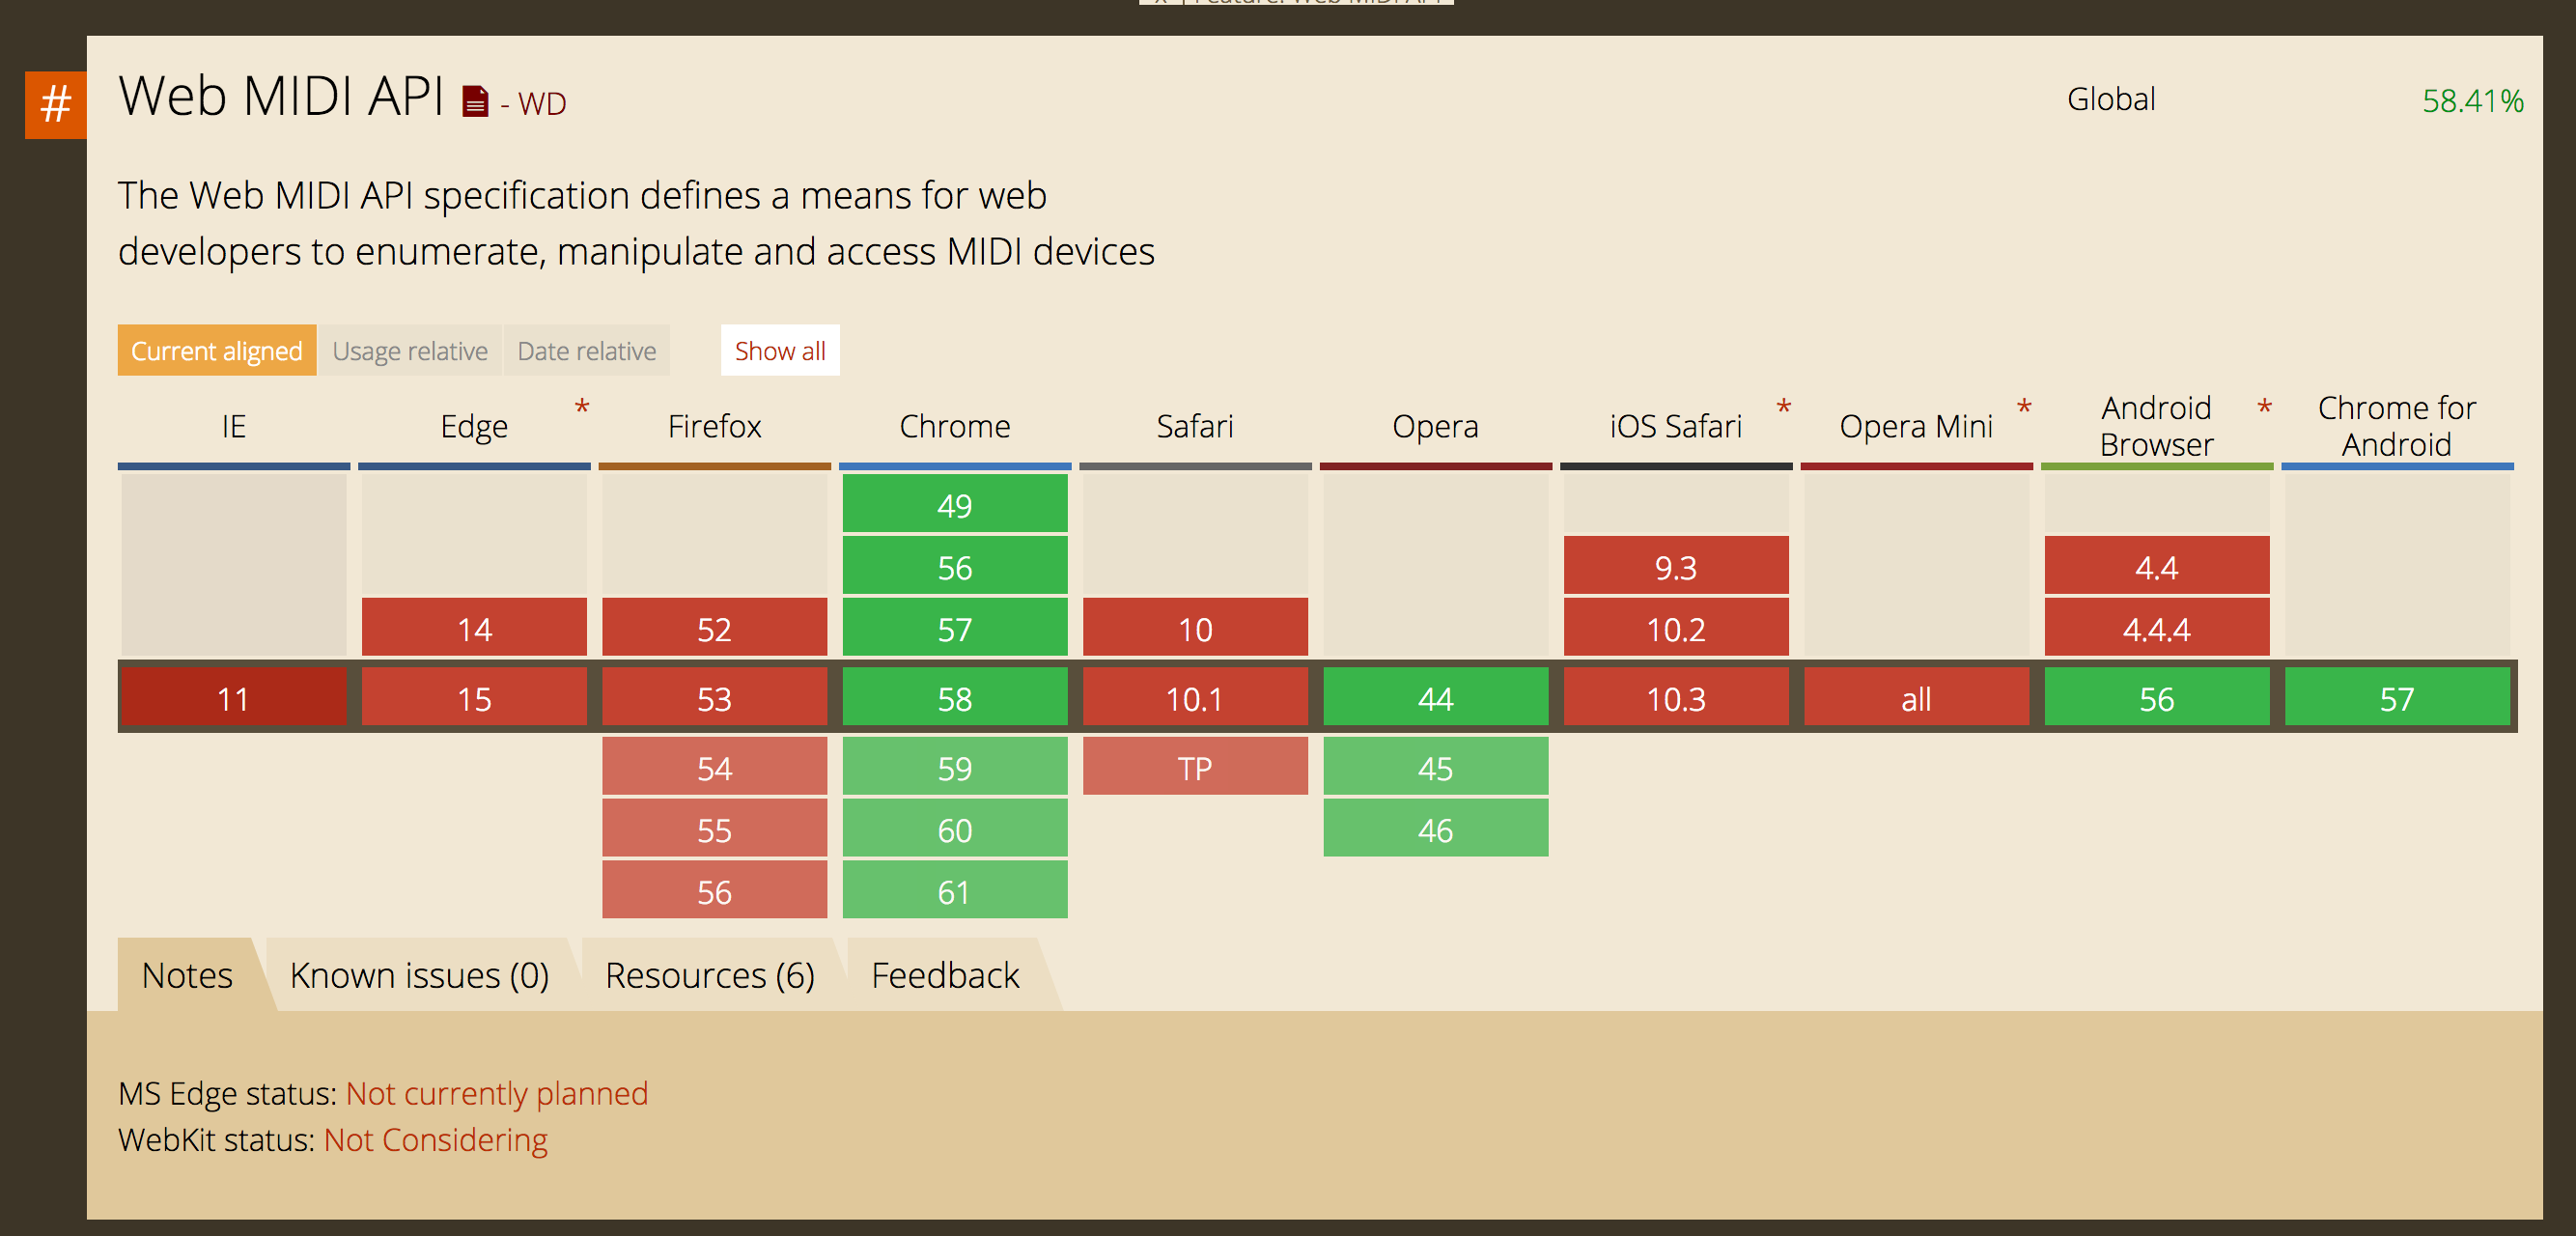 # Web MIDI API - WD Global 58.41%
The Web MIDI API specification defines a means for web
developers to enumerate, manipulate and access MIDI devices
Current aligned Usage relative Date relative Show all
IE Edge * Firefox Chrome Safari Opera iOS Safari * Opera Mini * Android Browser * Chrome for Android
49
56 9.3 4.4
14 52 57 10 10.2 4.4.4
11 15 53 58 10.1 44 10.3 all 56 57
54 59 TP 45
55 60 46
56 61
Notes Known issues (0) Resources (6) Feedback
MS Edge status: Not currently planned
WebKit status: Not Considering